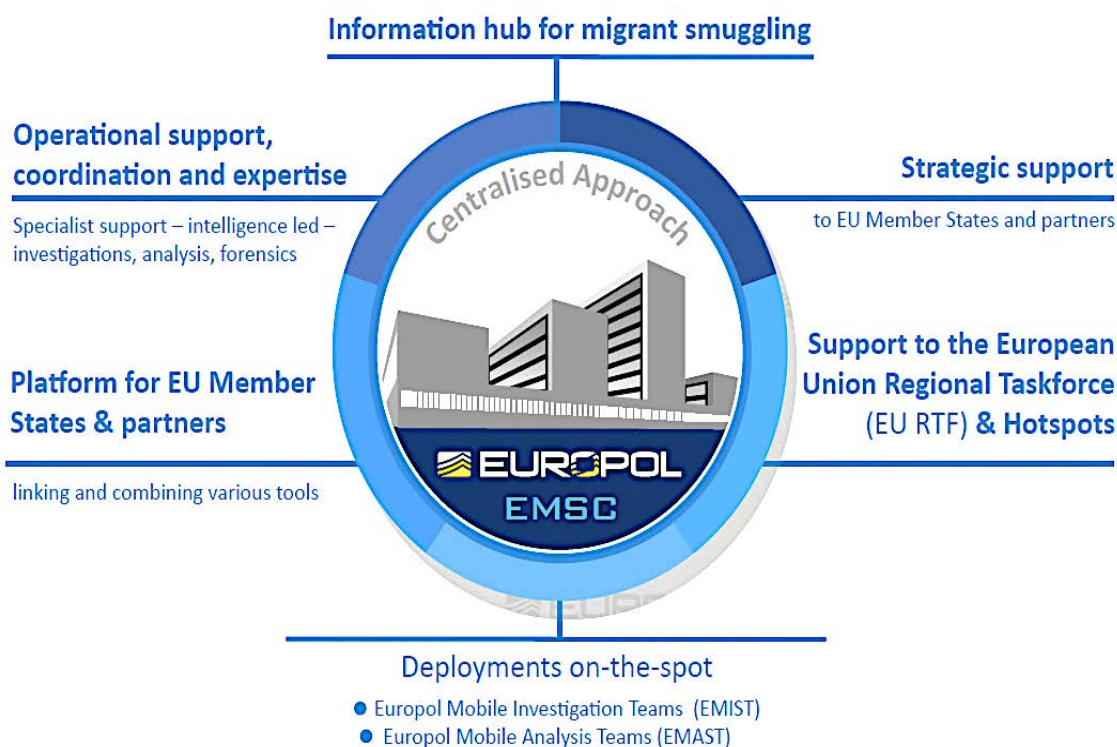 Information hub for migrant smuggling
Operational support,
coordination and expertise
Specialist support – intelligence led –
investigations, analysis, forensics
Centralised Approach
Strategic support
to EU Member States and partners
Platform for EU Member
States & partners
linking and combining various tools
Support to the European
Union Regional Taskforce
(EU RTF) & Hotspots
EUROPOL
EMSC
Deployments on-the-spot
● Europol Mobile Investigation Teams (EMIST)
● Europol Mobile Analysis Teams (EMAST)